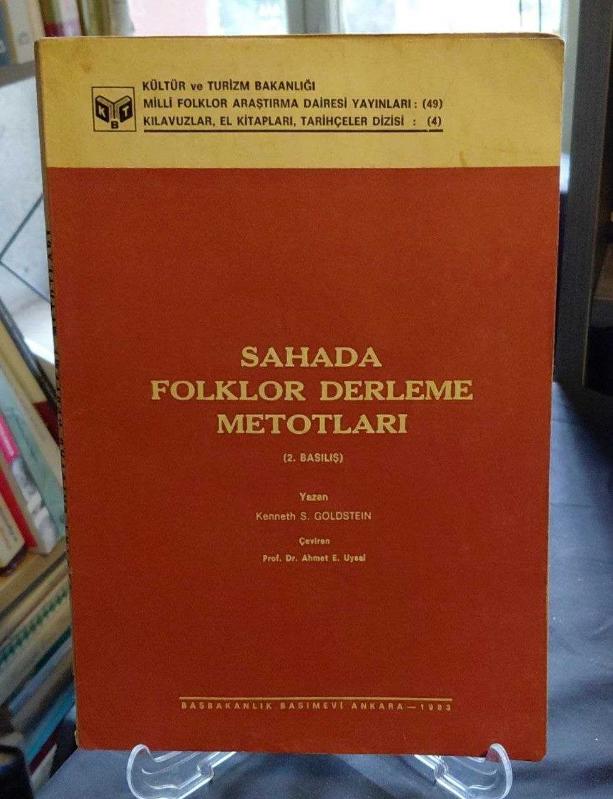 KBT
KÜLTÜR ve TURİZM BAKANLIĞI
MİLLİ FOLKLOR ARAŞTIRMA DAİRESİ YAYINLARI : (49)
KILAVUZLAR, EL KİTAPLARI, TARİHÇELER DİZİSİ : (4)
SAHADA
FOLKLOR DERLEME
METOTLARI
(2. BASILIŞ)
Yazan
Kenneth S. GOLDSTEIN
Çeviren
Prof. Dr. Ahmet E. Uysal
BAŞBAKANLIK BASIMEVİ ANKARA — 1983